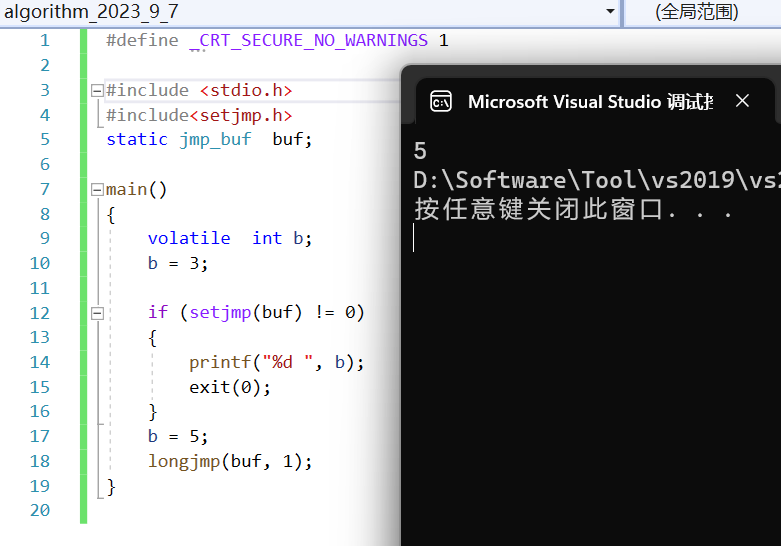 algorithm_2023_9_7
(全局范围)
1 #define _CRT_SECURE_NO_WARNINGS 1
2
3 #include <stdio.h>
4 #include<setjmp.h>
5 static jmp_buf  buf;
6
7 main()
8 {
9 volatile  int b;
10 b = 3;
11
12 if (setjmp(buf) != 0)
13 {
14 printf("%d ", b);
15 exit(0);
16 }
17 b = 5;
18 longjmp(buf, 1);
19 }
20
Microsoft Visual Studio 调试
5
D:\Software\Tool\vs2019\vs2
按任意键关闭此窗口. . .